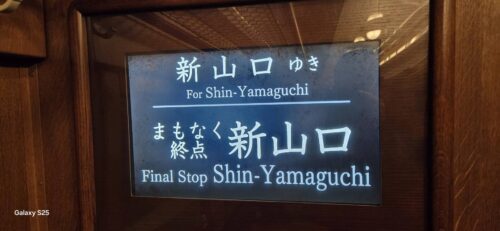 新山口 ゆき
For Shin-Yamaguchi
まもなく
終点
新山口
Final Stop Shin-Yamaguchi
Galaxy S25